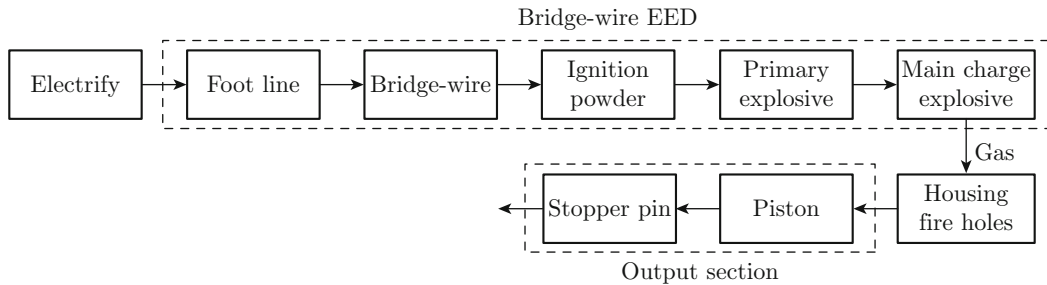 Bridge-wire EED
Electrify
Foot line
Bridge-wire
Ignition
powder
Primary
explosive
Main charge
explosive
Gas
Housing
fire holes
Piston
Stopper pin
Output section